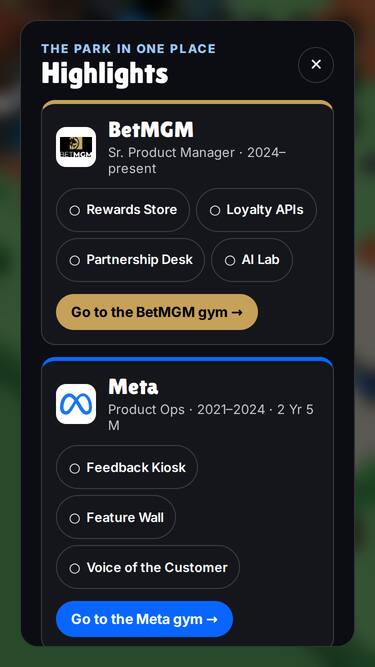 THE PARK IN ONE PLACE
Highlights
✕
BetMGM
BETMGM
Sr. Product Manager · 2024–
present
○ Rewards Store
○ Loyalty APIs
○ Partnership Desk
○ AI Lab
Go to the BetMGM gym →
Meta
Product Ops · 2021–2024 · 2 Yr 5
M
○ Feedback Kiosk
○ Feature Wall
○ Voice of the Customer
Go to the Meta gym →